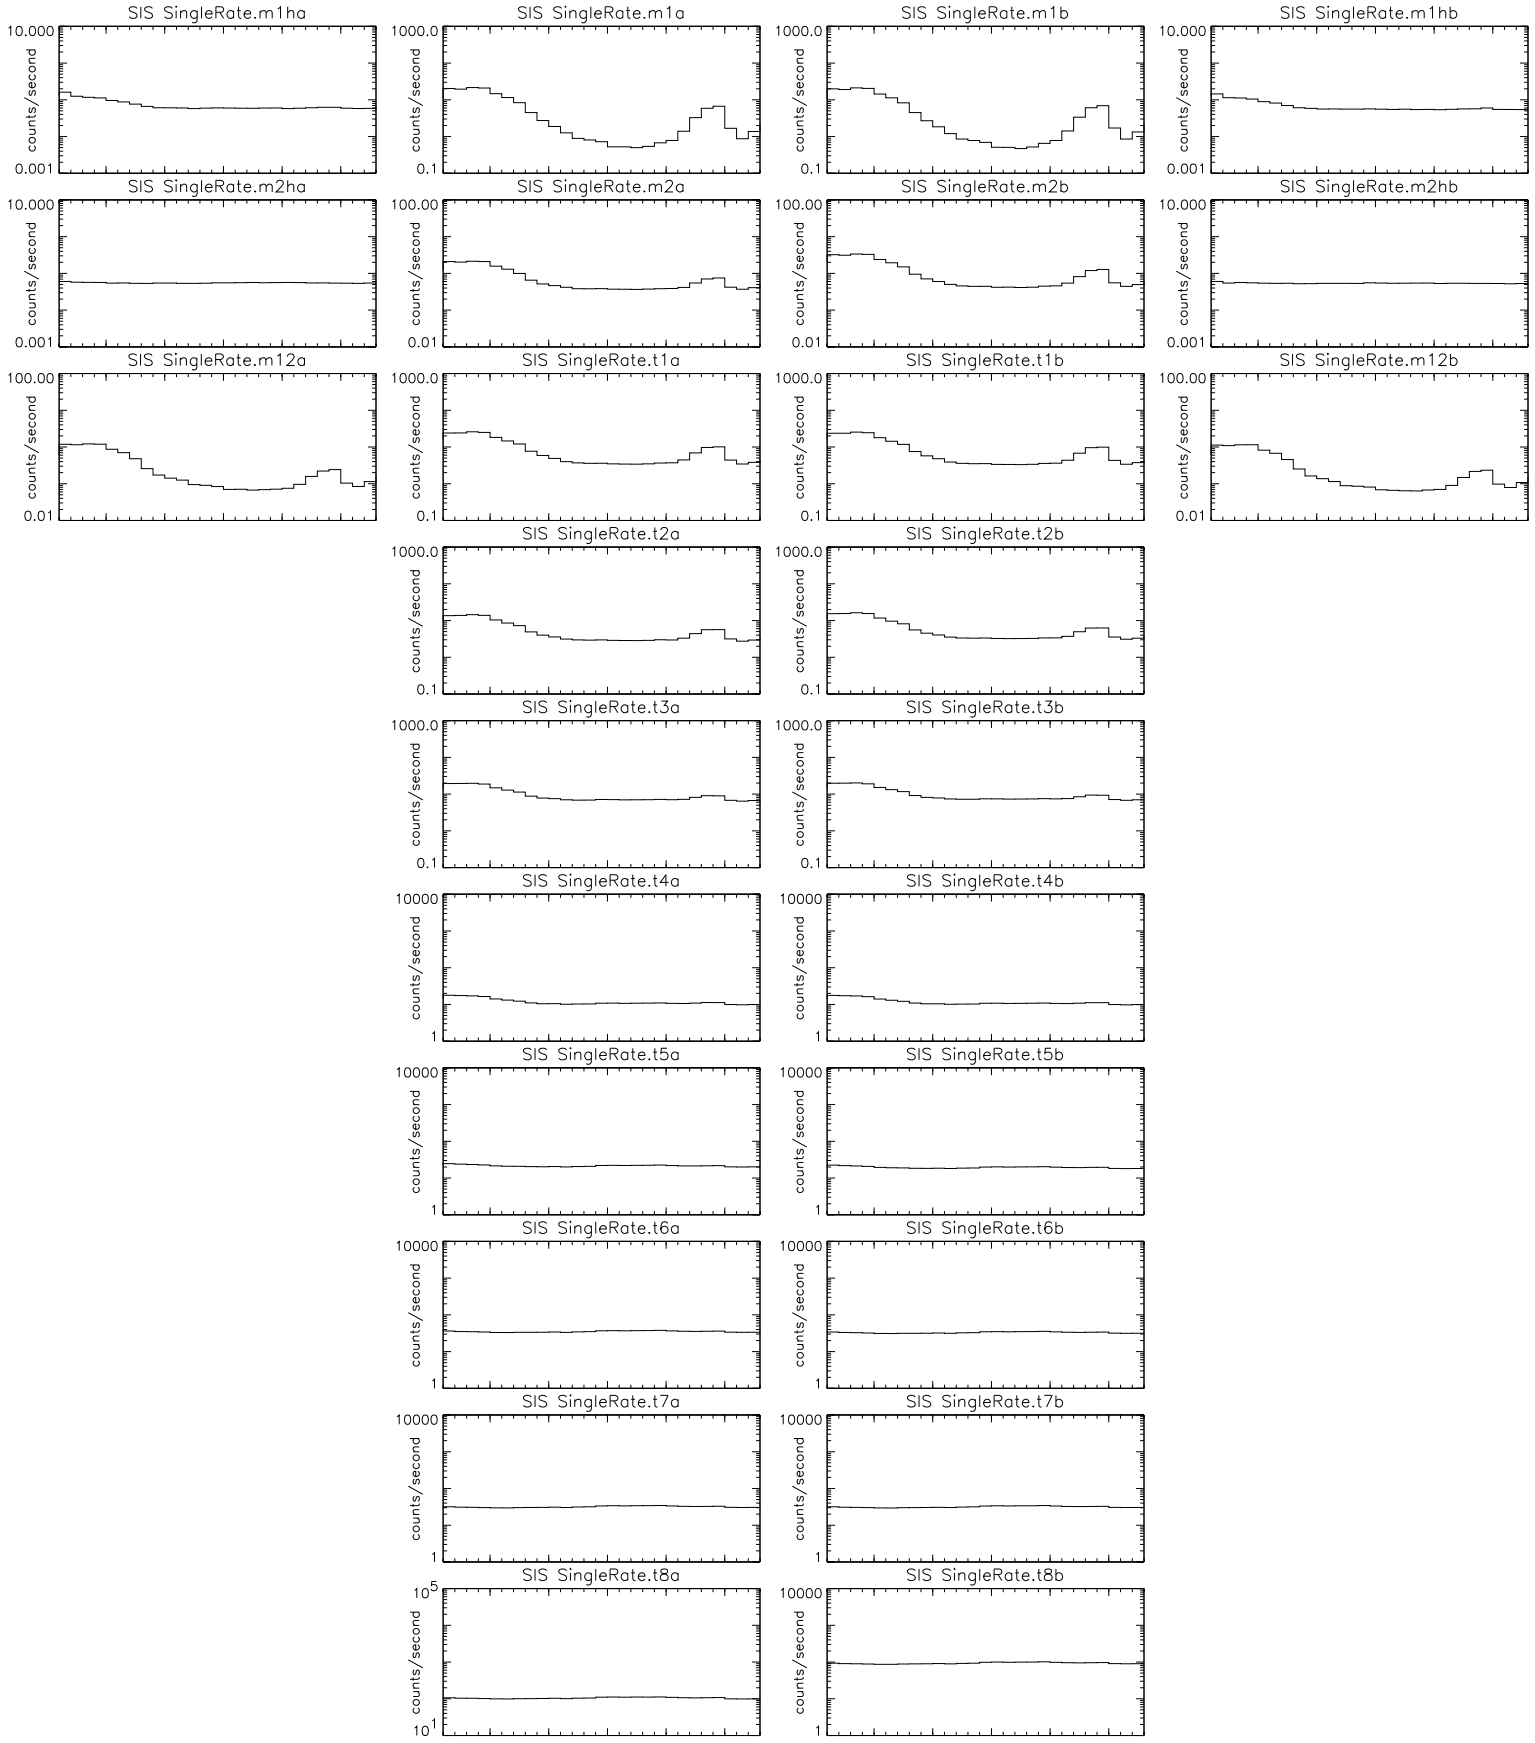 SIS SingleRate.m1ha
10.000
counts/second
0.001
SIS SingleRate.m1a
1000.0
counts/second
0.1
SIS SingleRate.m1b
1000.0
counts/second
0.1
SIS SingleRate.m1hb
10.000
counts/second
0.001
SIS SingleRate.m2ha
10.000
counts/second
0.001
SIS SingleRate.m2a
100.00
counts/second
0.01
SIS SingleRate.m2b
100.00
counts/second
0.01
SIS SingleRate.m2hb
10.000
counts/second
0.001
SIS SingleRate.m12a
100.00
counts/second
0.01
SIS SingleRate.t1a
1000.0
counts/second
0.1
SIS SingleRate.t1b
1000.0
counts/second
0.1
SIS SingleRate.m12b
100.00
counts/second
0.01
SIS SingleRate.t2a
1000.0
counts/second
0.1
SIS SingleRate.t2b
1000.0
counts/second
0.1
SIS SingleRate.t3a
1000.0
counts/second
0.1
SIS SingleRate.t3b
1000.0
counts/second
0.1
SIS SingleRate.t4a
10000
counts/second
1
SIS SingleRate.t4b
10000
counts/second
1
SIS SingleRate.t5a
10000
counts/second
1
SIS SingleRate.t5b
10000
counts/second
1
SIS SingleRate.t6a
10000
counts/second
1
SIS SingleRate.t6b
10000
counts/second
1
SIS SingleRate.t7a
10000
counts/second
1
SIS SingleRate.t7b
10000
counts/second
1
SIS SingleRate.t8a
10⁵
counts/second
10¹
SIS SingleRate.t8b
10000
counts/second
1